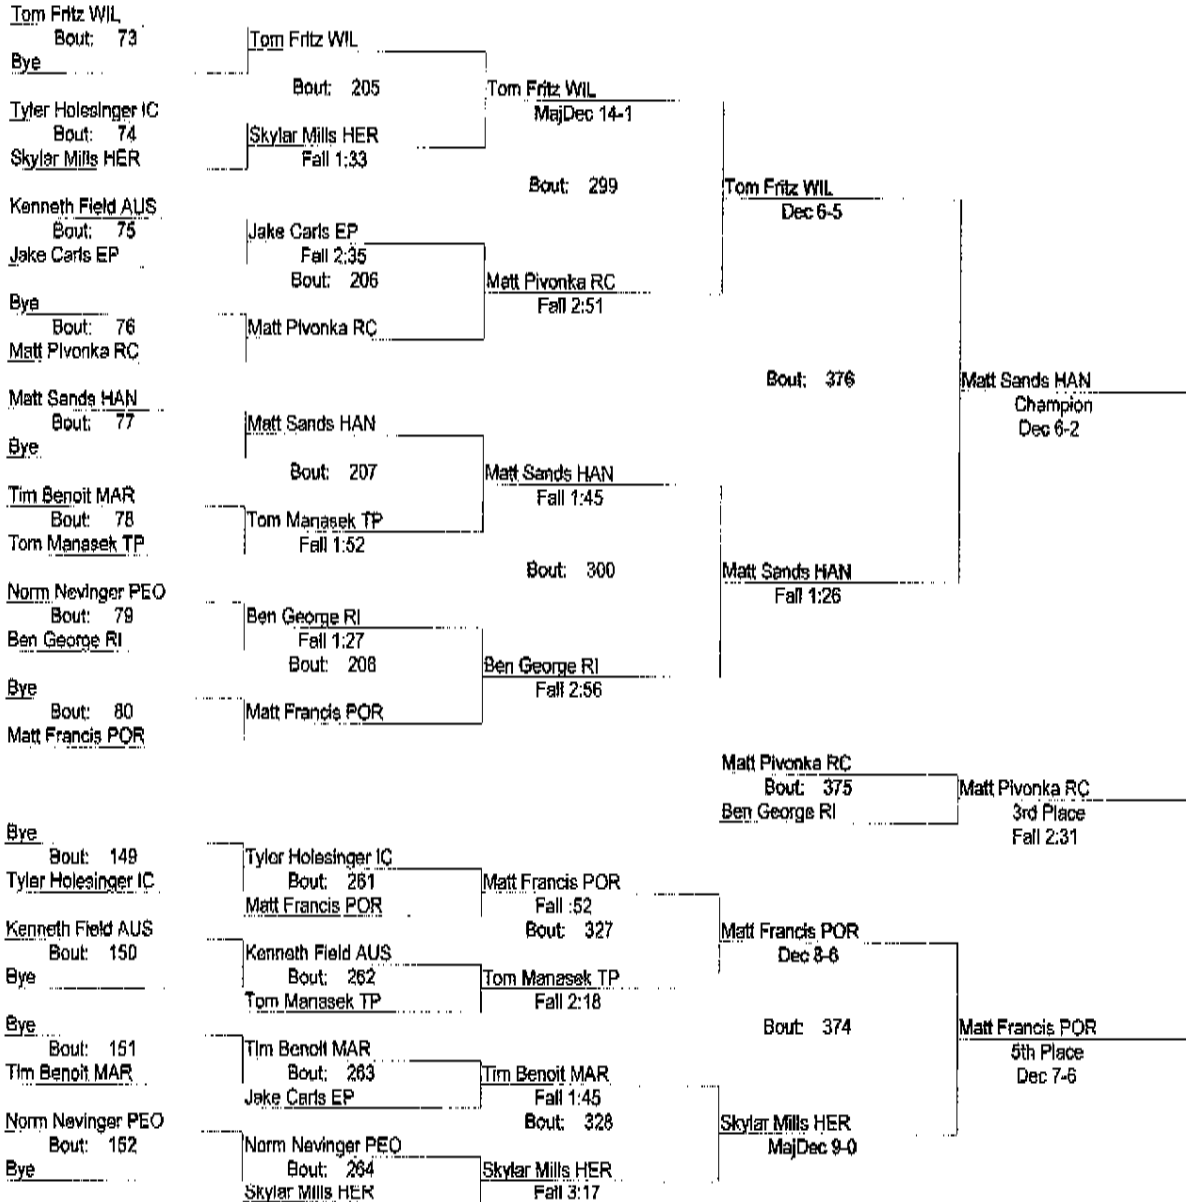 Tom Fritz WIL
Bout: 73
Bye
Tom Fritz WIL
Bout: 205
Tom Fritz WIL
MajDec 14-1
Tyler Holesinger IC
Bout: 74
Skylar Mills HER
Skylar Mills HER
Fall 1:33
Bout: 299
Tom Fritz WIL
Dec 6-5
Kenneth Field AUS
Bout: 75
Jake Carls EP
Jake Carls EP
Fall 2:35
Bout: 206
Matt Pivonka RC
Fall 2:51
Bye
Bout: 76
Matt Pivonka RC
Matt Pivonka RC
Bout: 376
Matt Sands HAN
Champion
Dec 6-2
Matt Sands HAN
Bout: 77
Bye
Matt Sands HAN
Bout: 207
Matt Sands HAN
Fall 1:45
Tim Benoit MAR
Bout: 78
Tom Manasek TP
Tom Manasek TP
Fall 1:52
Bout: 300
Matt Sands HAN
Fall 1:26
Norm Nevinger PEO
Bout: 79
Ben George RI
Ben George RI
Fall 1:27
Bout: 208
Ben George RI
Fall 2:56
Bye
Bout: 80
Matt Francis POR
Matt Francis POR
Matt Pivonka RC
Bout: 375
Ben George RI
Matt Pivonka RC
3rd Place
Fall 2:31
Bye
Bout: 149
Tyler Holesinger IC
Tyler Holesinger IC
Bout: 261
Matt Francis POR
Matt Francis POR
Fall :52
Bout: 327
Matt Francis POR
Dec 8-6
Kenneth Field AUS
Bout: 150
Bye
Kenneth Field AUS
Bout: 262
Tom Manasek TP
Tom Manasek TP
Fall 2:18
Bout: 374
Matt Francis POR
5th Place
Dec 7-6
Bye
Bout: 151
Tim Benoit MAR
Tim Benoit MAR
Bout: 263
Jake Carls EP
Tim Benoit MAR
Fall 1:45
Bout: 328
Skylar Mills HER
MajDec 9-0
Norm Nevinger PEO
Bout: 152
Bye
Norm Nevinger PEO
Bout: 264
Skylar Mills HER
Skylar Mills HER
Fall 3:17